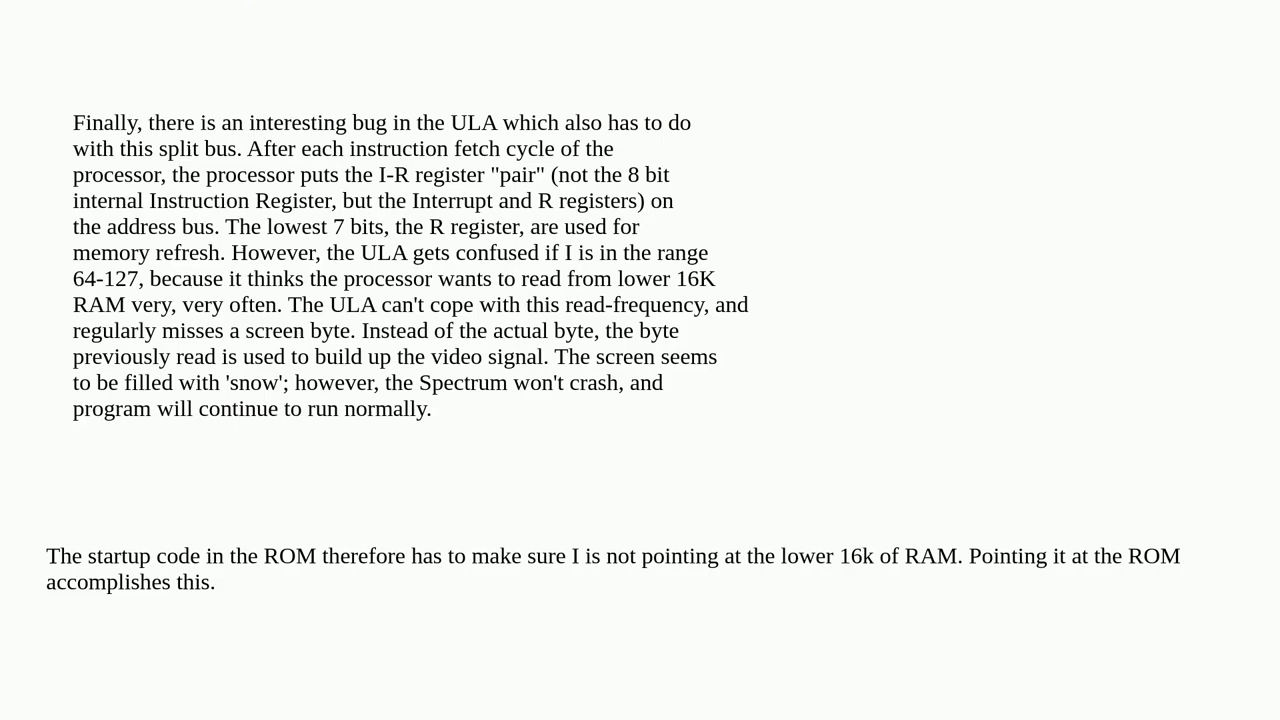 Finally, there is an interesting bug in the ULA which also has to do
with this split bus. After each instruction fetch cycle of the
processor, the processor puts the I-R register "pair" (not the 8 bit
internal Instruction Register, but the Interrupt and R registers) on
the address bus. The lowest 7 bits, the R register, are used for
memory refresh. However, the ULA gets confused if I is in the range
64-127, because it thinks the processor wants to read from lower 16K
RAM very, very often. The ULA can't cope with this read-frequency, and
regularly misses a screen byte. Instead of the actual byte, the byte
previously read is used to build up the video signal. The screen seems
to be filled with 'snow'; however, the Spectrum won't crash, and
program will continue to run normally.
The startup code in the ROM therefore has to make sure I is not pointing at the lower 16k of RAM. Pointing it at the ROM
accomplishes this.